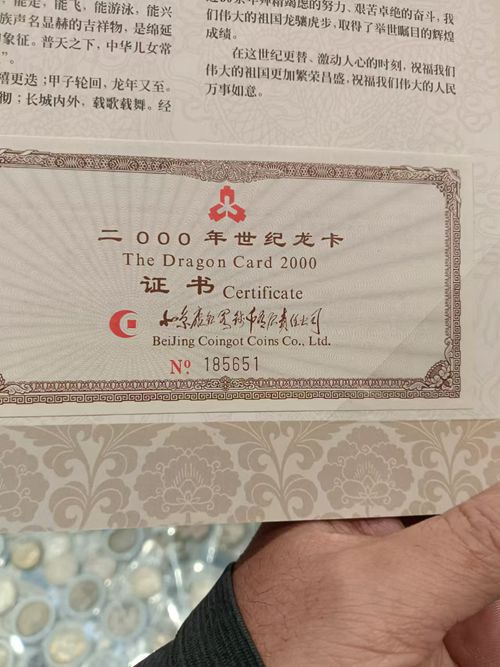 ，能走，能飞，能游泳，能兴
族声名显赫的吉祥物，是绵延
象征。普天之下，中华儿女常
”。
禧更迭；甲子轮回，龙年又至。
彻；长城内外，载歌载舞。经
们伟大的祖国龙骧虎步，取得了举世瞩目的辉煌
成绩。
在这世纪更替、激动人心的时刻，祝福我们
伟大的祖国更加繁荣昌盛，祝福我们伟大的人民
万事如意。
二000年世纪龙卡
The Dragon Card 2000
证书 Certificate
BeiJing Coingot Coins Co., Ltd.
Nº 185651